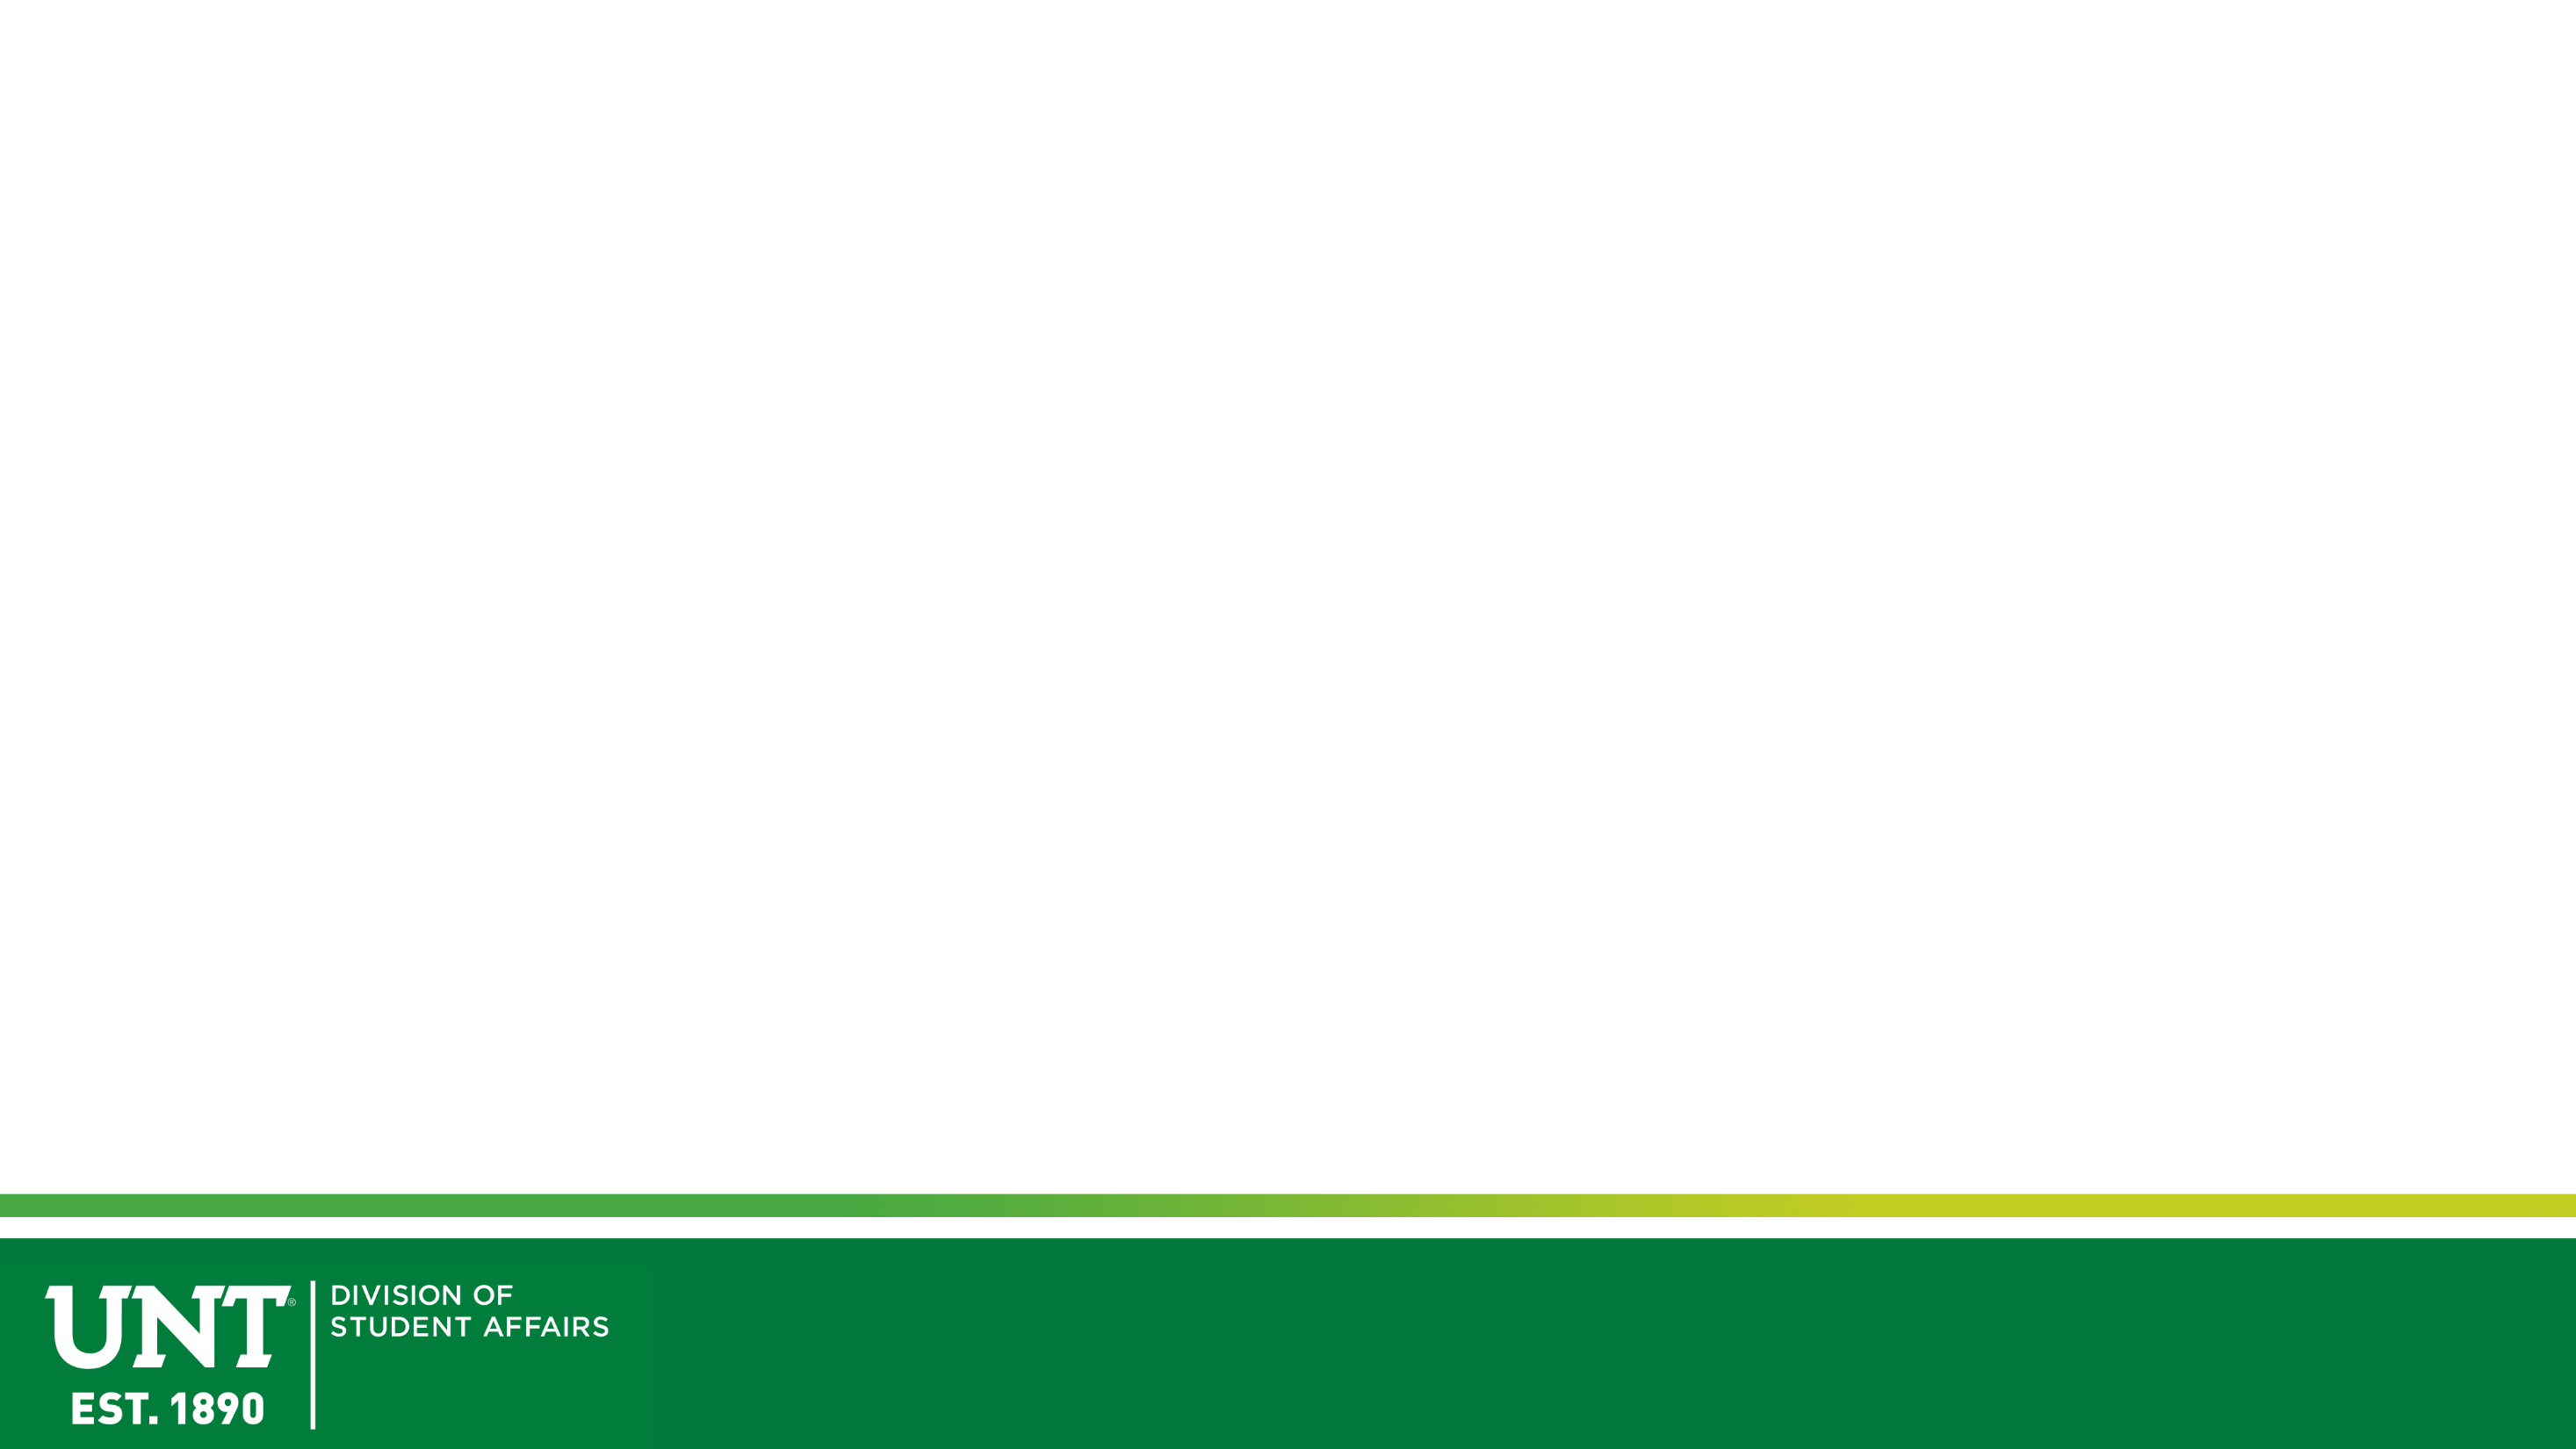 UNT®
EST. 1890
DIVISION OF
STUDENT AFFAIRS